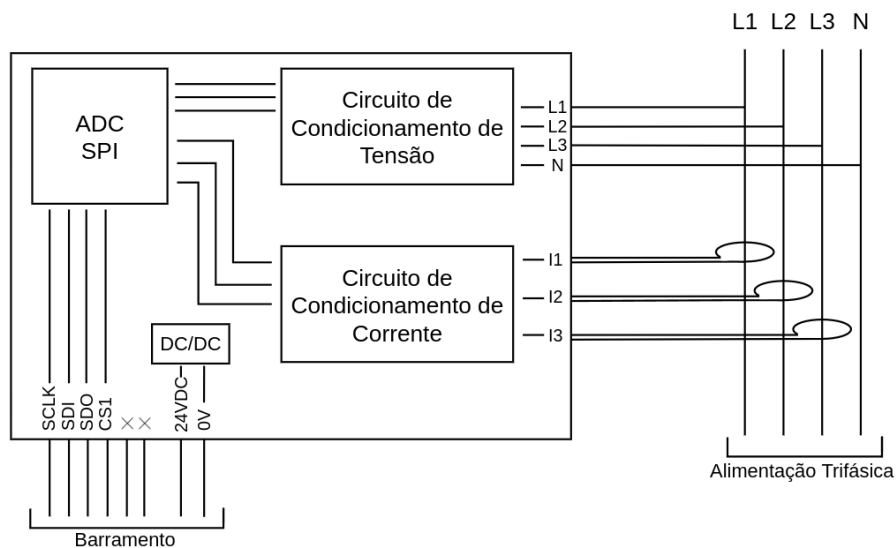 L1 L2 L3 N
ADC
SPI
Circuito de
Condicionamento de
Tensão
L1
L2
L3
N
Circuito de
Condicionamento de
Corrente
I1
I2
I3
DC/DC
SCLK
SDI
SDO
CS1
24VDC
0V
Alimentação Trifásica
Barramento